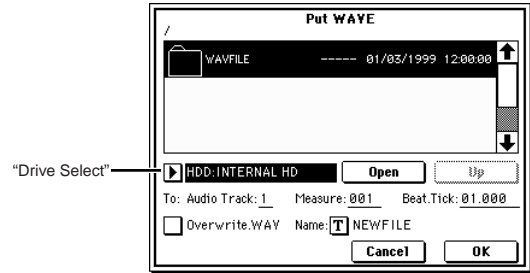 Put WAVE
/
WAVFILE ----- 01/03/1999 12:00:00
"Drive Select"
HDD:INTERNAL HD Open Up
To: Audio Track: 1 Measure: 001 Beat.Tick: 01.000
Overwrite.WAV Name: T NEWFILE
Cancel OK